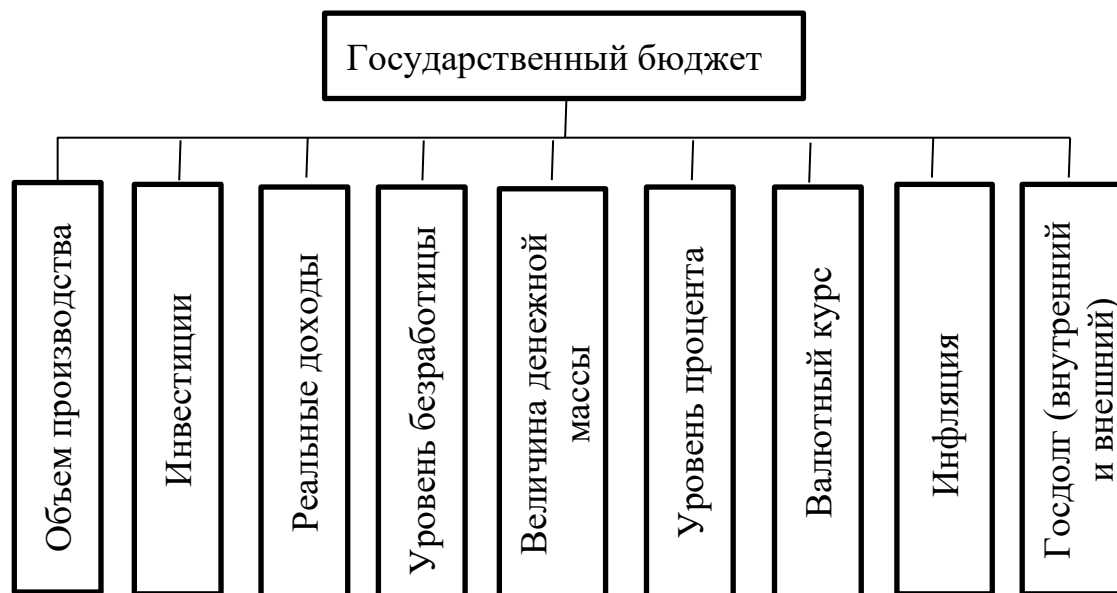 Государственный бюджет
Объем производства
Инвестиции
Реальные доходы
Уровень безработицы
Величина денежной
массы
Уровень процента
Валютный курс
Инфляция
Госдолг (внутренний
и внешний)